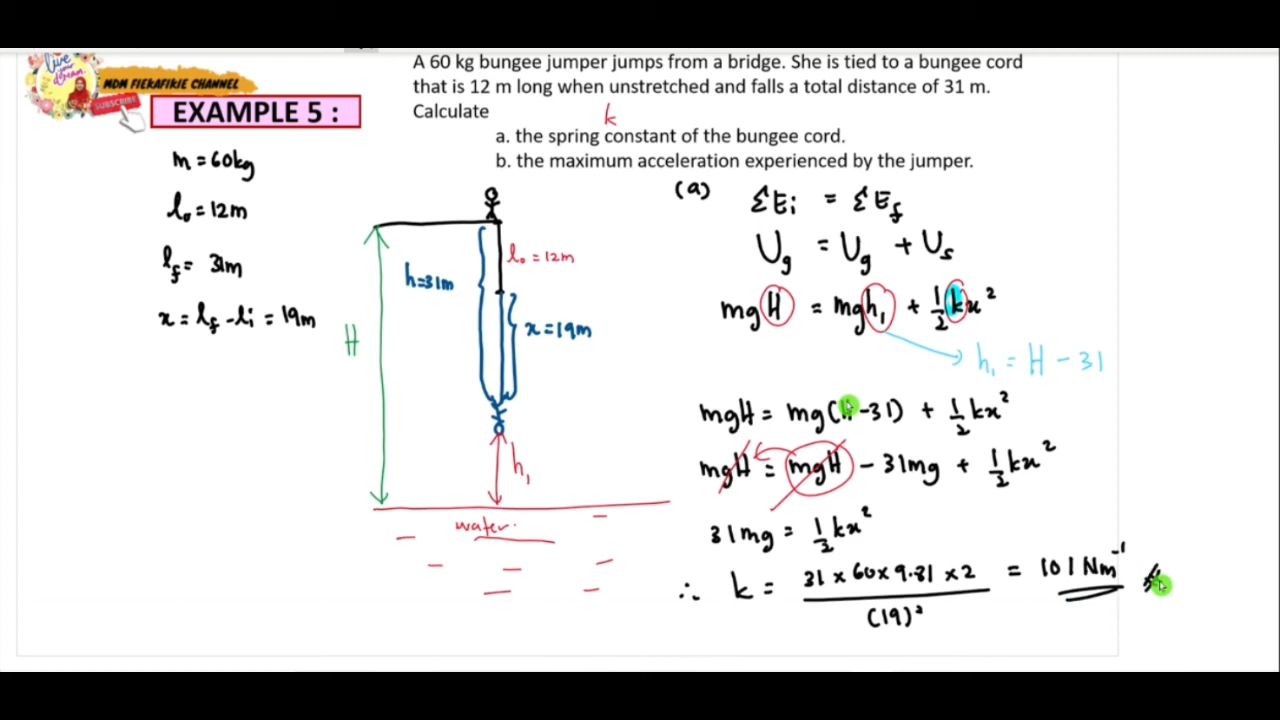 Live your dream
MDM FIEKAFIKIE CHANNEL
SUBSCRIBE
EXAMPLE 5 :
A 60 kg bungee jumper jumps from a bridge. She is tied to a bungee cord
that is 12 m long when unstretched and falls a total distance of 31 m.
Calculate
k
a. the spring constant of the bungee cord.
b. the maximum acceleration experienced by the jumper.
m = 60kg
l₀ = 12m
l_f = 31m
x = l_f - l_i = 19m
H
h=31m
l₀ = 12m
x = 19m
h₁
water.
(a)
ΣE_i = ΣE_f
U_g = U_g + U_s
mgH = mgh₁ + ½kx²
h₁ = H - 31
mgH = mg(H-31) + ½kx²
mgH = mgH - 31mg + ½kx²
31mg = ½kx²
∴ k = 31 x 60 x 9.81 x 2 / (19)² = 101 Nm⁻¹